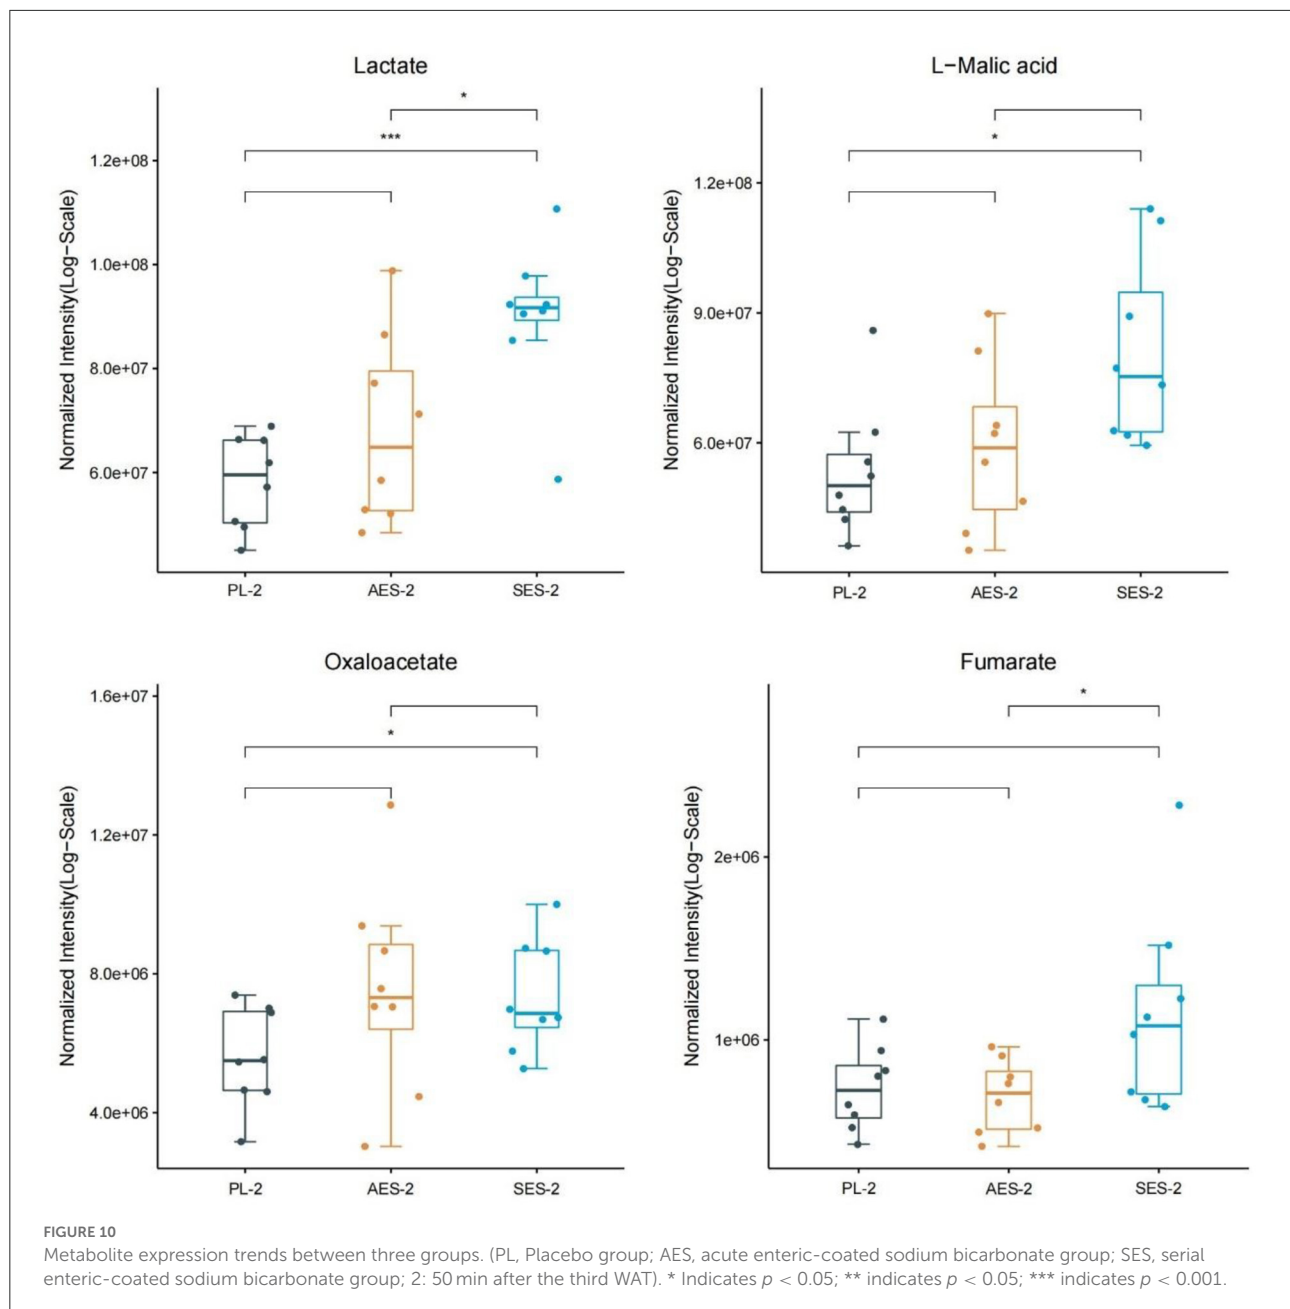 Lactate
L−Malic acid
Normalized Intensity(Log−Scale)
1.2e+08
1.0e+08
8.0e+07
6.0e+07
*
***
PL-2 AES-2 SES-2
Normalized Intensity(Log−Scale)
1.2e+08
9.0e+07
6.0e+07
*
PL-2 AES-2 SES-2
Oxaloacetate
Fumarate
Normalized Intensity(Log−Scale)
1.6e+07
1.2e+07
8.0e+06
4.0e+06
*
PL-2 AES-2 SES-2
Normalized Intensity(Log−Scale)
2e+06
1e+06
*
PL-2 AES-2 SES-2
FIGURE 10
Metabolite expression trends between three groups. (PL, Placebo group; AES, acute enteric-coated sodium bicarbonate group; SES, serial
enteric-coated sodium bicarbonate group; 2: 50 min after the third WAT). * Indicates p < 0.05; ** indicates p < 0.05; *** indicates p < 0.001.